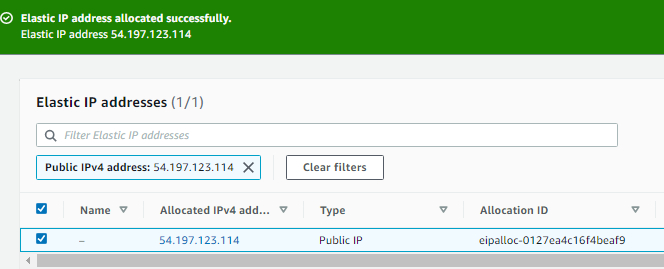 Elastic IP address allocated successfully.
Elastic IP address 54.197.123.114
Elastic IP addresses (1/1)
Filter Elastic IP addresses
Public IPv4 address: 54.197.123.114
Clear filters
Name Allocated IPv4 add... Type Allocation ID
– 54.197.123.114 Public IP eipalloc-0127ea4c16f4beaf9